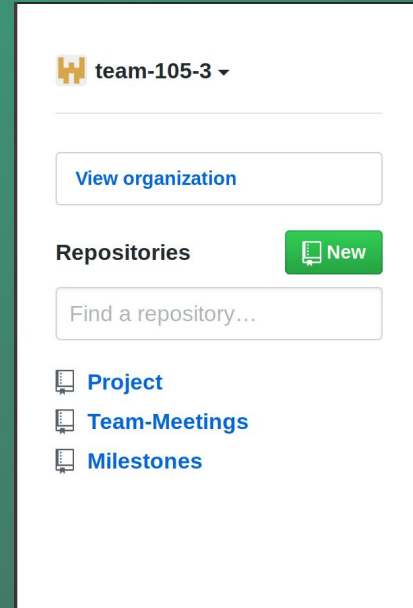 team-105-3
View organization
Repositories
New
Find a repository…
Project
Team-Meetings
Milestones